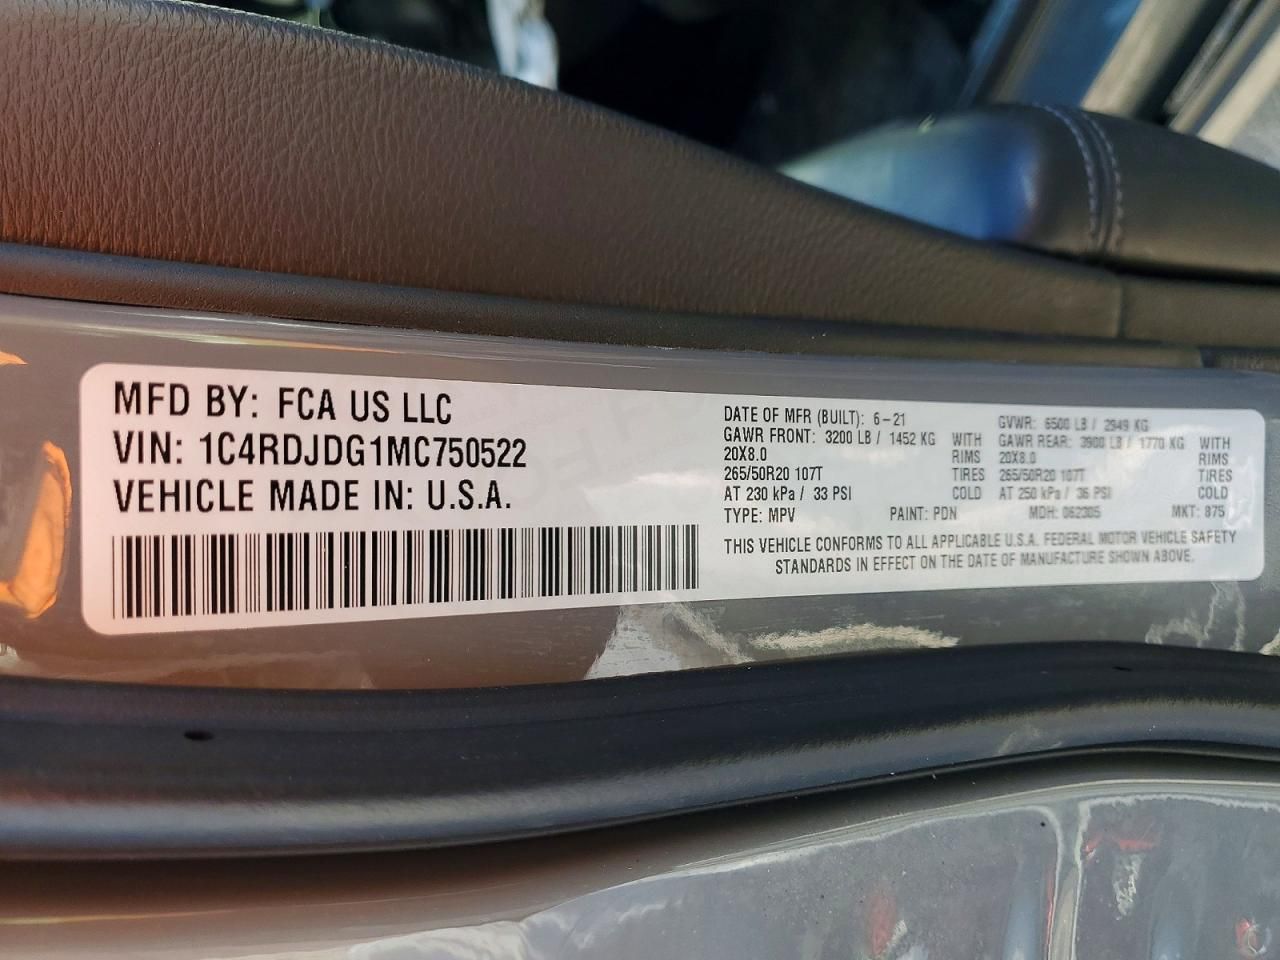 MFD BY: FCA US LLC
VIN: 1C4RDJDG1MC750522
VEHICLE MADE IN: U.S.A.
DATE OF MFR (BUILT): 6-21 GVWR: 6500 LB / 2949 KG
GAWR FRONT: 3200 LB / 1452 KG WITH GAWR REAR: 3900 LB / 1770 KG WITH
20X8.0 RIMS 20X8.0 RIMS
265/50R20 107T TIRES 265/50R20 107T TIRES
AT 230 kPa / 33 PSI COLD AT 250 kPa / 36 PSI COLD
TYPE: MPV PAINT: PDN MDH: 062305 MKT: 875
THIS VEHICLE CONFORMS TO ALL APPLICABLE U.S.A. FEDERAL MOTOR VEHICLE SAFETY
STANDARDS IN EFFECT ON THE DATE OF MANUFACTURE SHOWN ABOVE.